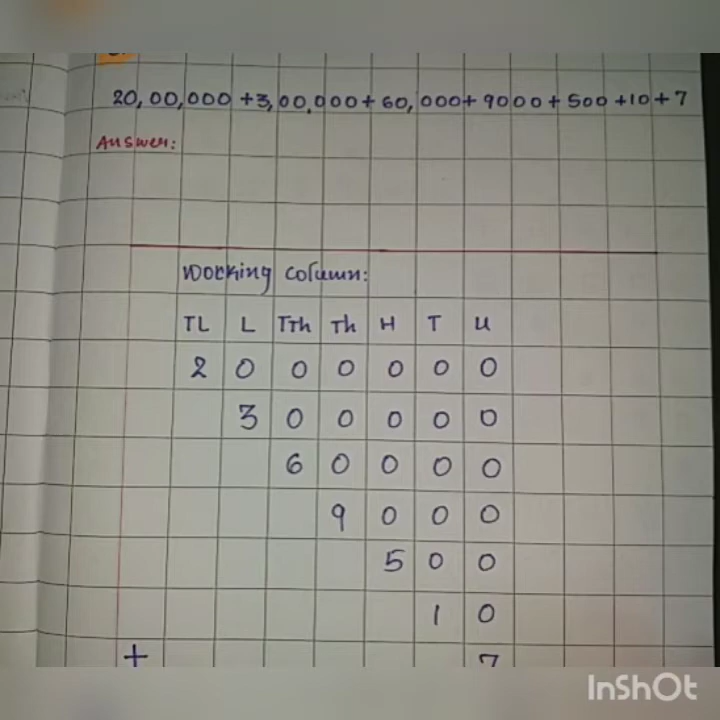 20,00,000 +3,00,000+ 60,000+ 9000+ 500 +10+7
Answer:
Working column:
TL L Tth Th H T U
2 0 0 0 0 0 0
3 0 0 0 0 0
6 0 0 0 0
9 0 0 0
5 0 0
1 0
+ 7
InShOt